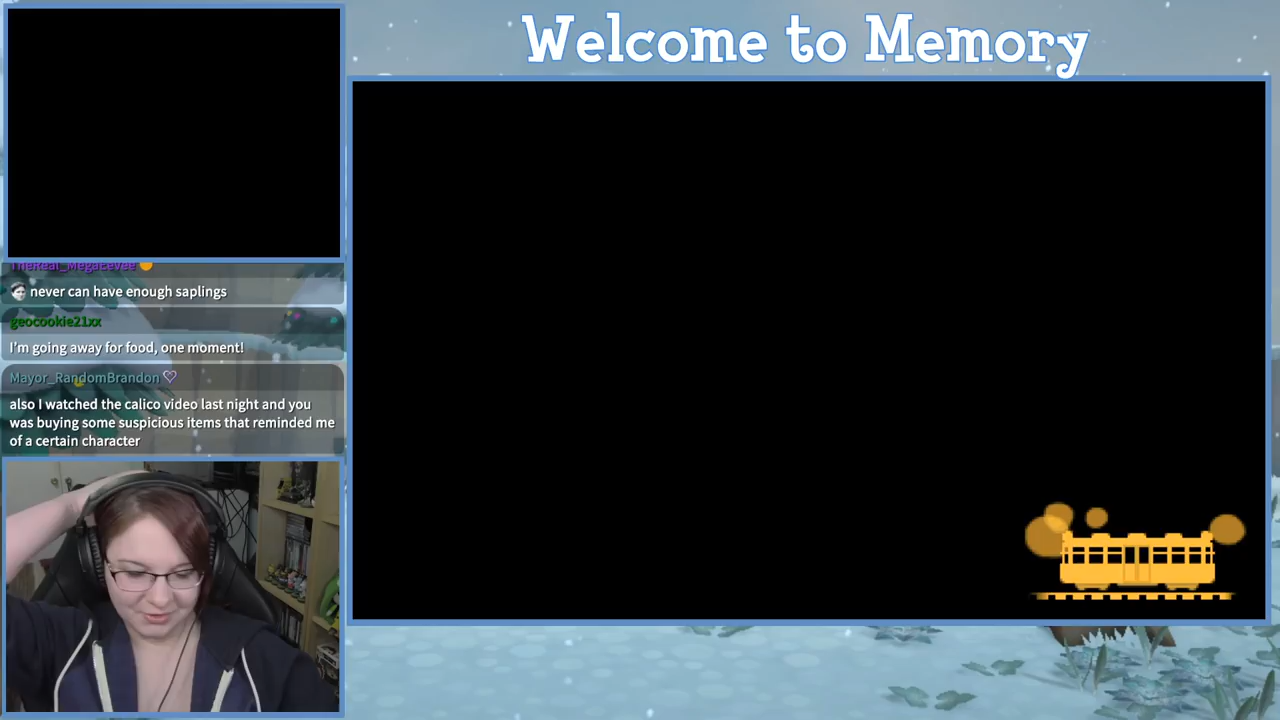 Welcome to Memory
TheReal_MegaEevee
never can have enough saplings
geocookie21xx
I'm going away for food, one moment!
Mayor_RandomBrandon
also I watched the calico video last night and you
was buying some suspicious items that reminded me
of a certain character